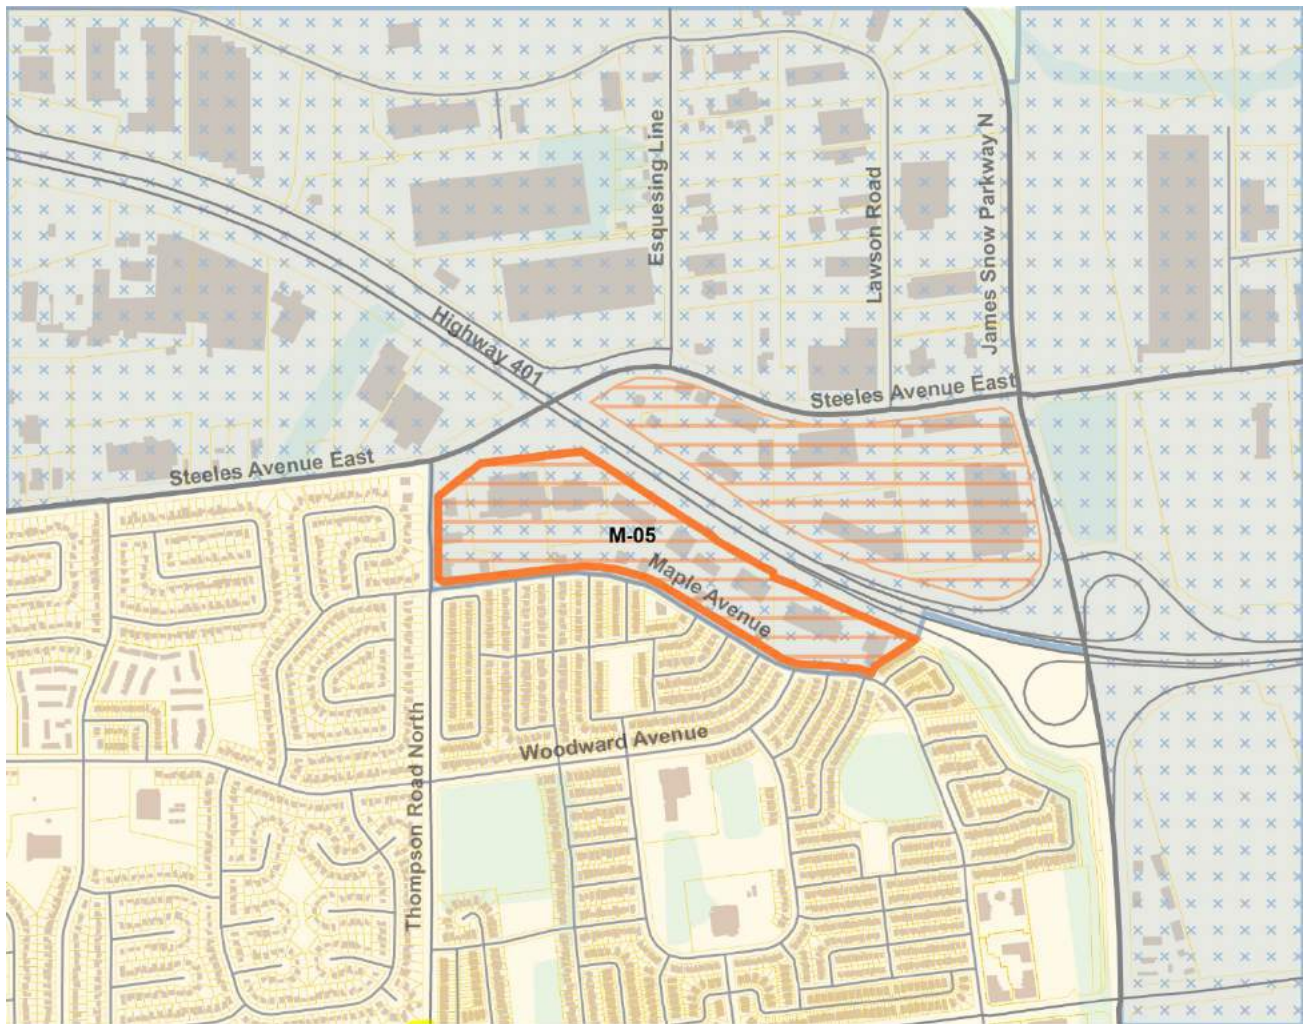 Esquesing Line
Lawson Road
James Snow Parkway N
Highway 401
Steeles Avenue East
Steeles Avenue East
M-05
Maple Avenue
Woodward Avenue
Thompson Road North